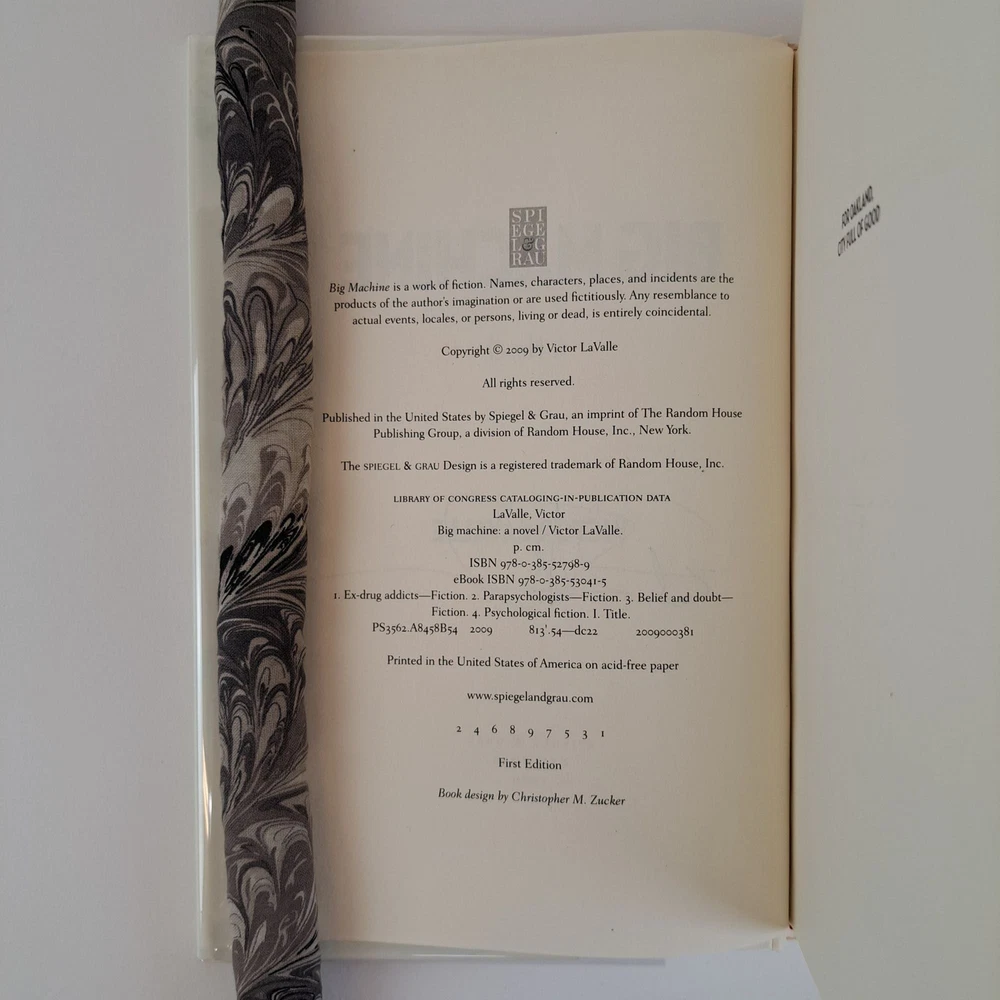 SPI
EGE
L&G
RAU
Big Machine is a work of fiction. Names, characters, places, and incidents are the
products of the author's imagination or are used fictitiously. Any resemblance to
actual events, locales, or persons, living or dead, is entirely coincidental.
Copyright © 2009 by Victor LaValle
All rights reserved.
Published in the United States by Spiegel & Grau, an imprint of The Random House
Publishing Group, a division of Random House, Inc., New York.
The SPIEGEL & GRAU Design is a registered trademark of Random House, Inc.
LIBRARY OF CONGRESS CATALOGING-IN-PUBLICATION DATA
LaValle, Victor
Big machine: a novel / Victor LaValle.
p. cm.
ISBN 978-0-385-52798-9
eBook ISBN 978-0-385-53041-5
1. Ex-drug addicts—Fiction. 2. Parapsychologists—Fiction. 3. Belief and doubt—
Fiction. 4. Psychological fiction. I. Title.
PS3562.A8458B54 2009 813'.54—dc22 2009000381
Printed in the United States of America on acid-free paper
www.spiegelandgrau.com
2 4 6 8 9 7 5 3 1
First Edition
Book design by Christopher M. Zucker
FOR OAKLAND,
CITY FULL OF GOOD